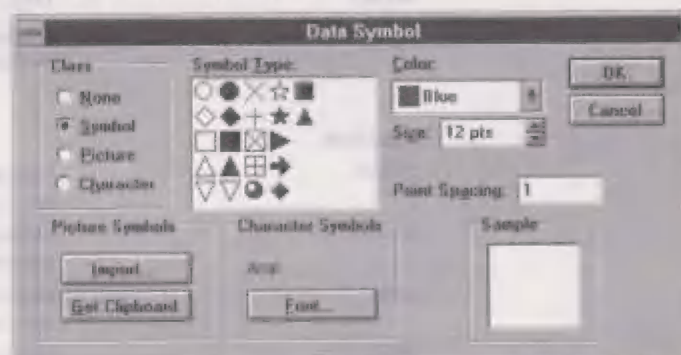 Data Symbol
Class
None
Symbol
Picture
Character
Symbol Type:
Color:
Blue
Size: 12 pts
Point Spacing: 1
OK
Cancel
Picture Symbols
Import...
Get Clipboard
Character Symbols
Arial
Font...
Sample